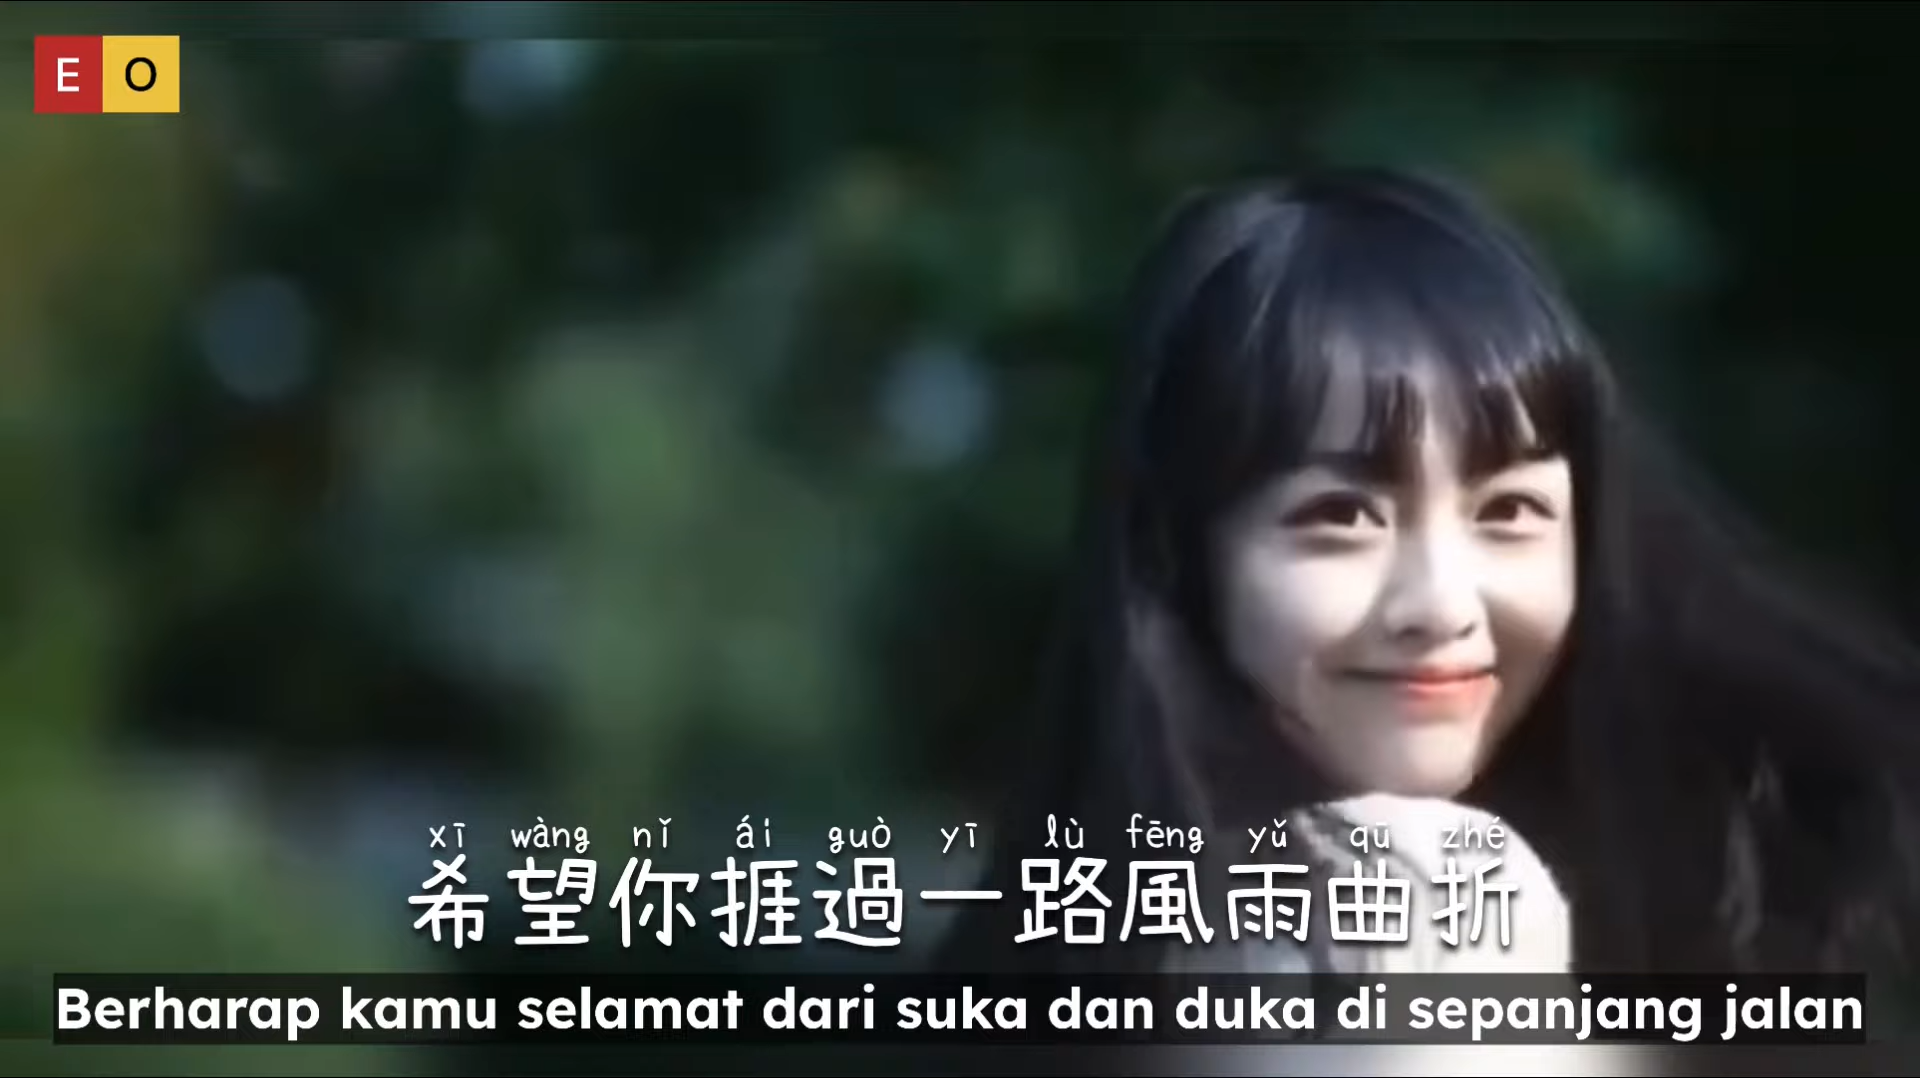 E O
xī wàng nǐ ái guò yī lù fēng yǔ qū zhé
希望你捱過一路風雨曲折
Berharap kamu selamat dari suka dan duka di sepanjang jalan